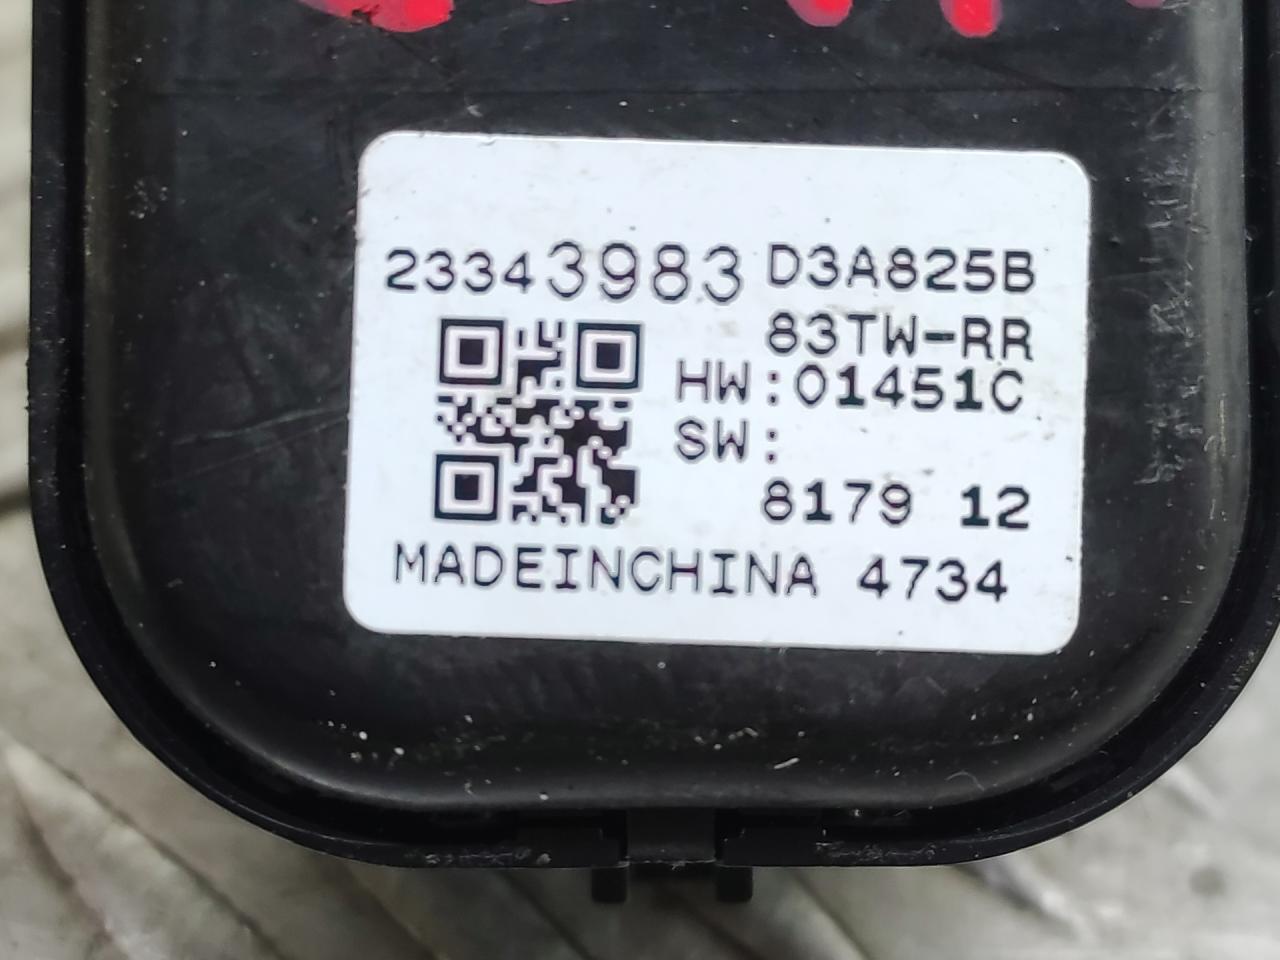 23343983 D3A825B
83TW-RR
HW:01451C
SW:
8179 12
MADEINCHINA 4734